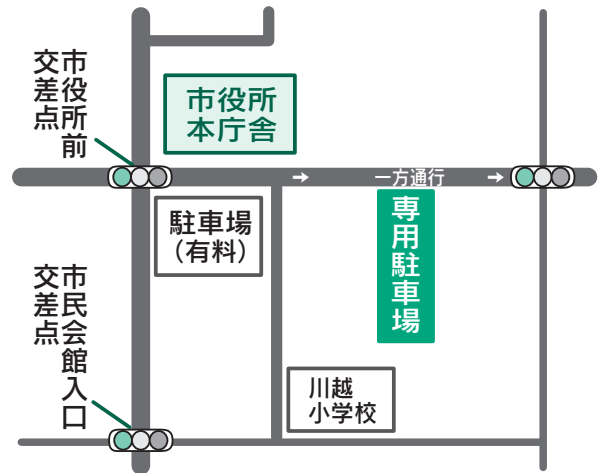 市役所前
交差点
市役所
本庁舎
→ 一方通行 →
駐車場
（有料）
専用駐車場
市民会館入口
交差点
川越
小学校